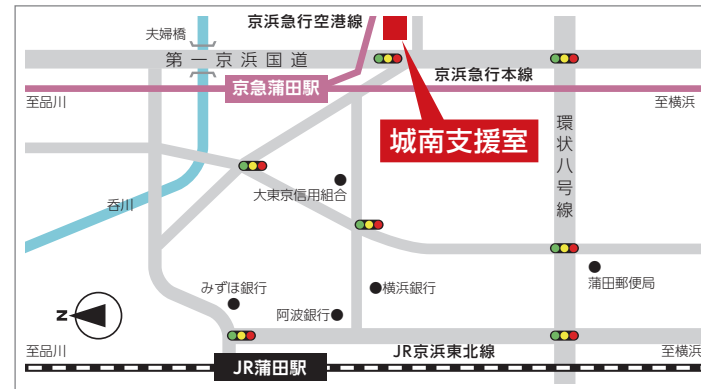 京浜急行空港線
夫婦橋
第一京浜国道
京浜急行本線
京急蒲田駅
至品川
至横浜
城南支援室
環状八号線
大東京信用組合
呑川
蒲田郵便局
みずほ銀行
横浜銀行
阿波銀行
N
至品川
JR京浜東北線
至横浜
JR蒲田駅